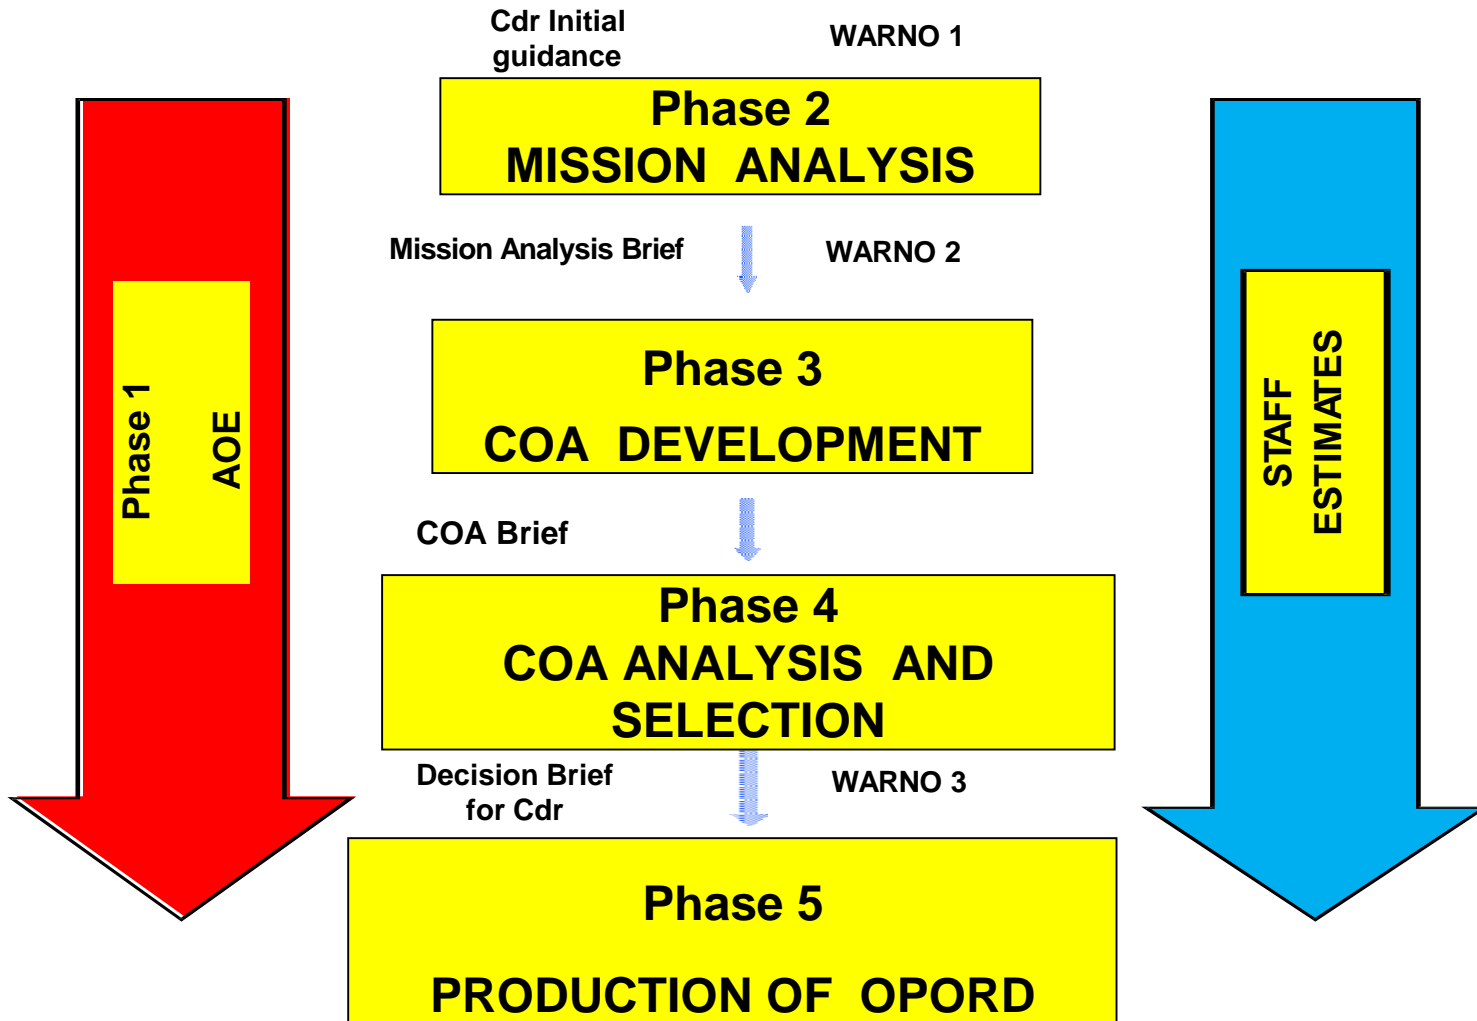 Cdr Initial
guidance
WARNO 1
Phase 2
MISSION ANALYSIS
Mission Analysis Brief
WARNO 2
Phase 1
AOE
Phase 3
COA DEVELOPMENT
STAFF
ESTIMATES
COA Brief
Phase 4
COA ANALYSIS AND
SELECTION
Decision Brief
for Cdr
WARNO 3
Phase 5
PRODUCTION OF OPORD